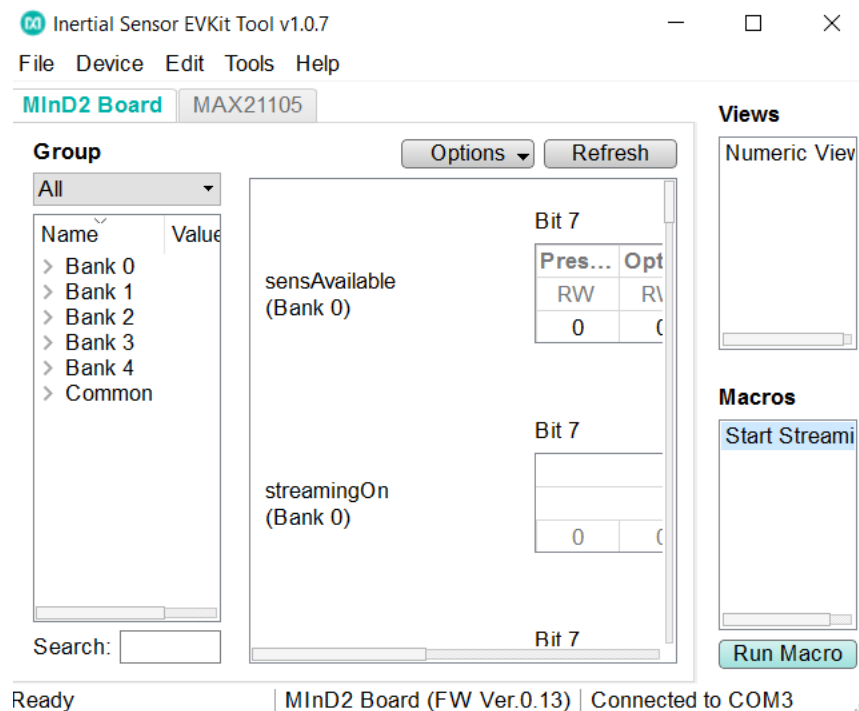 Inertial Sensor EVKit Tool v1.0.7
File Device Edit Tools Help
MInD2 Board MAX21105
Group
Options Refresh
All
Name Value
Bank 0
Bank 1
Bank 2
Bank 3
Bank 4
Common
Search:
Bit 7
Pres... Opt
RW
0
sensAvailable
(Bank 0)
Bit 7
streamingOn
(Bank 0)
0
Bit 7
Views
Numeric View
Macros
Start Streami
Run Macro
Ready MInD2 Board (FW Ver.0.13) Connected to COM3